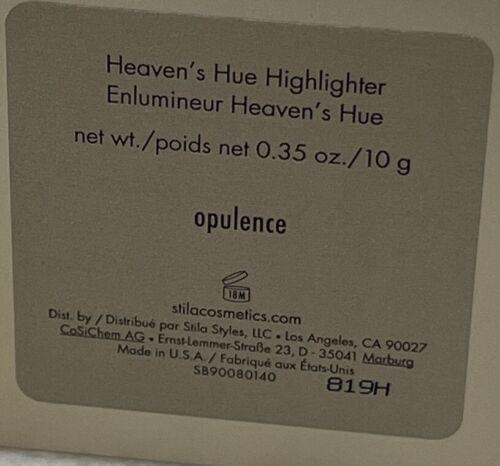 Heaven's Hue Highlighter
Enlumineur Heaven's Hue
net wt./poids net 0.35 oz./10 g
opulence
18M
stilacosmetics.com
Dist. by / Distribué par Stila Styles, LLC • Los Angeles, CA 90027
CoSiChem AG • Ernst-Lemmer-Straße 23, D - 35041 Marburg
Made in U.S.A. / Fabriqué aux États-Unis
SB90080140
819H